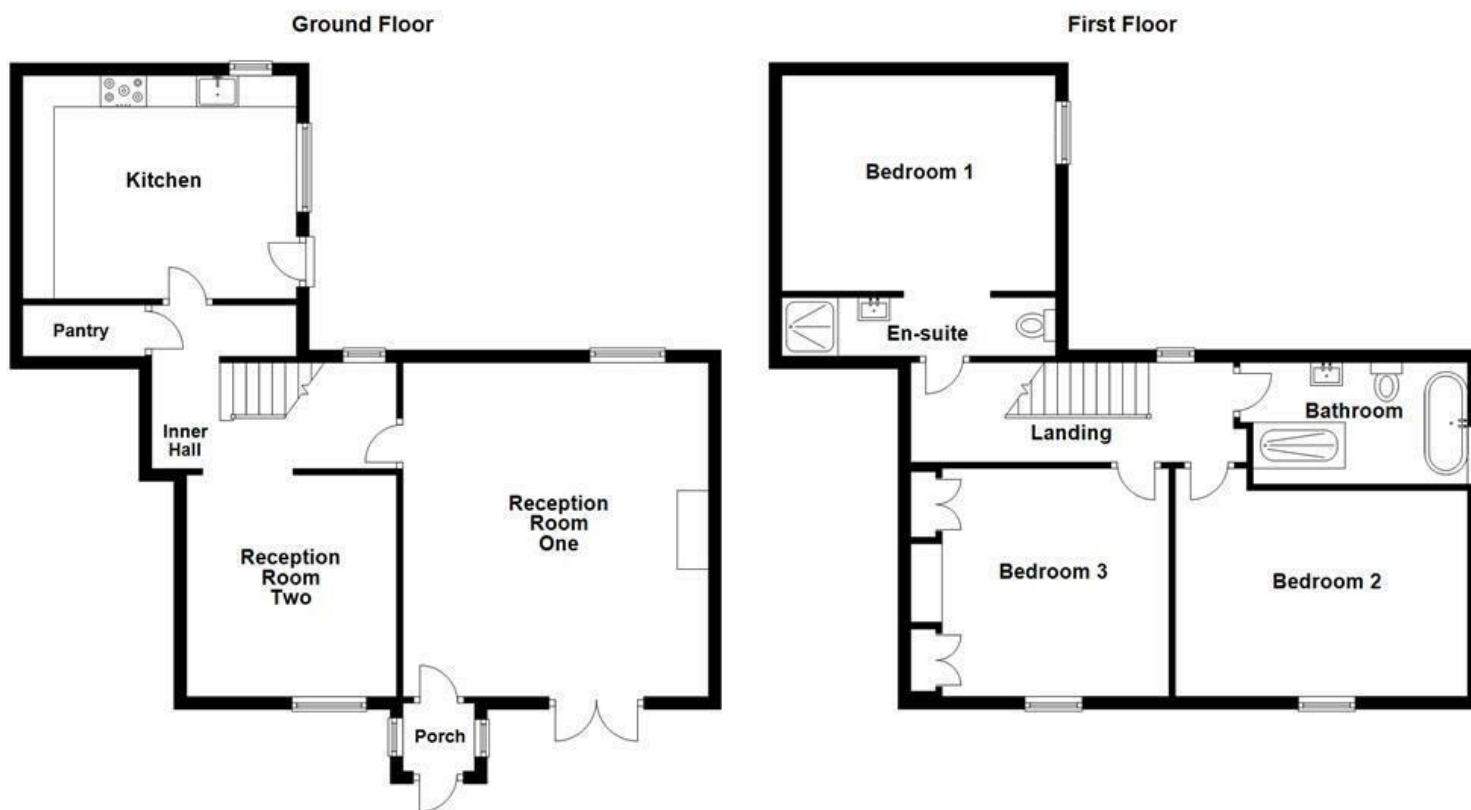 Ground Floor
Kitchen
Pantry
Inner
Hall
Reception
Room
One
Reception
Room
Two
Porch
First Floor
Bedroom 1
En-suite
Landing
Bathroom
Bedroom 3
Bedroom 2